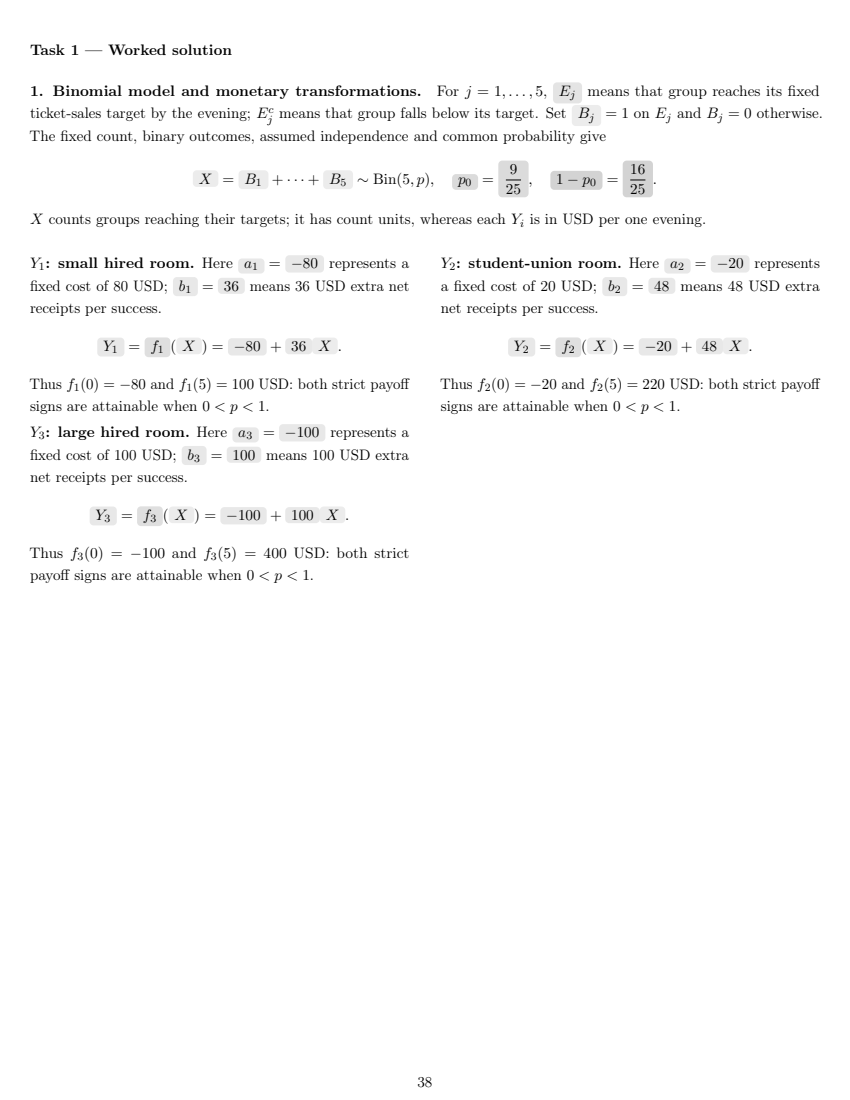 Task 1 — Worked solution
1. Binomial model and monetary transformations. For j = 1, . . . , 5, E_j means that group reaches its fixed
ticket-sales target by the evening; E_j^c means that group falls below its target. Set B_j = 1 on E_j and B_j = 0 otherwise.
The fixed count, binary outcomes, assumed independence and common probability give
X = B_1 + · · · + B_5 ∼ Bin(5, p), p_0 = 9/25, 1 − p_0 = 16/25.
X counts groups reaching their targets; it has count units, whereas each Y_i is in USD per one evening.
Y_1: small hired room. Here a_1 = −80 represents a
fixed cost of 80 USD; b_1 = 36 means 36 USD extra net
receipts per success.
Y_1 = f_1( X ) = −80 + 36 X .
Thus f_1(0) = −80 and f_1(5) = 100 USD: both strict payoff
signs are attainable when 0 < p < 1.
Y_3: large hired room. Here a_3 = −100 represents a
fixed cost of 100 USD; b_3 = 100 means 100 USD extra
net receipts per success.
Y_3 = f_3( X ) = −100 + 100 X .
Thus f_3(0) = −100 and f_3(5) = 400 USD: both strict
payoff signs are attainable when 0 < p < 1.
Y_2: student-union room. Here a_2 = −20 represents
a fixed cost of 20 USD; b_2 = 48 means 48 USD extra
net receipts per success.
Y_2 = f_2( X ) = −20 + 48 X .
Thus f_2(0) = −20 and f_2(5) = 220 USD: both strict payoff
signs are attainable when 0 < p < 1.
38